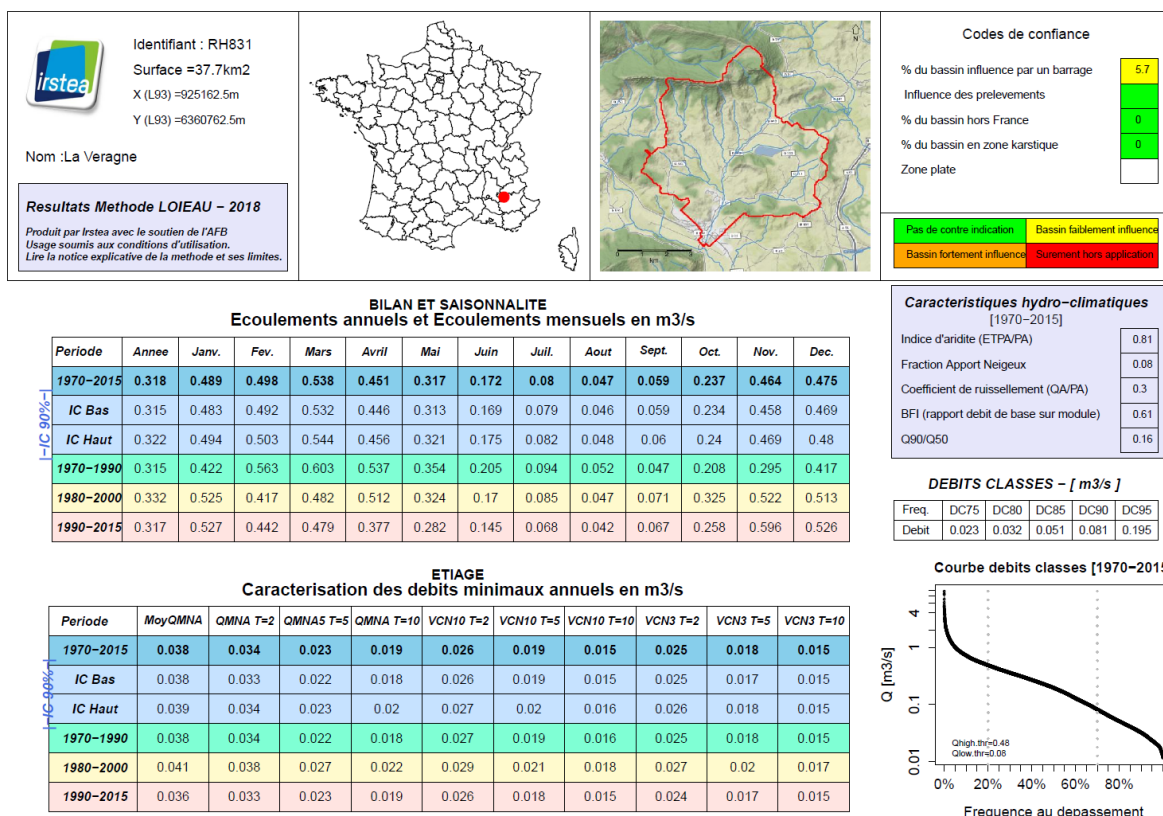 irstea
Identifiant : RH831
Surface =37.7km2
X (L93) =925162.5m
Y (L93) =6360762.5m
Nom :La Veragne
Resultats Methode LOIEAU − 2018
Produit par Irstea avec le soutien de l'AFB
Usage soumis aux conditions d'utilisation.
Lire la notice explicative de la methode et ses limites.
Codes de confiance
% du bassin influence par un barrage 5.7
Influence des prelevements
% du bassin hors France 0
% du bassin en zone karstique 0
Zone plate
Pas de contre indication Bassin faiblement influence
Bassin fortement influence Surement hors application
BILAN ET SAISONNALITE
Ecoulements annuels et Ecoulements mensuels en m3/s
Periode Annee Janv. Fev. Mars Avril Mai Juin Juil. Aout Sept. Oct. Nov. Dec.
1970−2015 0.318 0.489 0.498 0.538 0.451 0.317 0.172 0.08 0.047 0.059 0.237 0.464 0.475
IC Bas 0.315 0.483 0.492 0.532 0.446 0.313 0.169 0.079 0.046 0.059 0.234 0.458 0.469
IC Haut 0.322 0.494 0.503 0.544 0.456 0.321 0.175 0.082 0.048 0.06 0.24 0.469 0.48
1970−1990 0.315 0.422 0.563 0.603 0.537 0.354 0.205 0.094 0.052 0.047 0.208 0.295 0.417
1980−2000 0.332 0.525 0.417 0.482 0.512 0.324 0.17 0.085 0.047 0.071 0.325 0.522 0.513
1990−2015 0.317 0.527 0.442 0.479 0.377 0.282 0.145 0.068 0.042 0.067 0.258 0.596 0.526
|−IC 90%−|
Caracteristiques hydro−climatiques
[1970−2015]
Indice d'aridite (ETPA/PA) 0.81
Fraction Apport Neigeux 0.08
Coefficient de ruissellement (QA/PA) 0.3
BFI (rapport debit de base sur module) 0.61
Q90/Q50 0.16
DEBITS CLASSES − [ m3/s ]
Freq. DC75 DC80 DC85 DC90 DC95
Debit 0.023 0.032 0.051 0.081 0.195
ETIAGE
Caracterisation des debits minimaux annuels en m3/s
Periode MoyQMNA QMNA T=2 QMNA5 T=5 QMNA T=10 VCN10 T=2 VCN10 T=5 VCN10 T=10 VCN3 T=2 VCN3 T=5 VCN3 T=10
1970−2015 0.038 0.034 0.023 0.019 0.026 0.019 0.015 0.025 0.018 0.015
IC Bas 0.038 0.033 0.022 0.018 0.026 0.019 0.015 0.025 0.017 0.015
IC Haut 0.039 0.034 0.023 0.02 0.027 0.02 0.016 0.026 0.018 0.015
1970−1990 0.038 0.034 0.022 0.018 0.027 0.019 0.016 0.025 0.018 0.015
1980−2000 0.041 0.038 0.027 0.022 0.029 0.021 0.018 0.027 0.02 0.017
1990−2015 0.036 0.033 0.023 0.019 0.026 0.018 0.015 0.024 0.017 0.015
|−IC 90%−|
Courbe debits classes [1970−2015
Q [m3/s]
4
1
0.1
0.01
Qhigh.thr=0.48
Qlow.thr=0.08
0% 20% 40% 60% 80%
Frequence au depassement